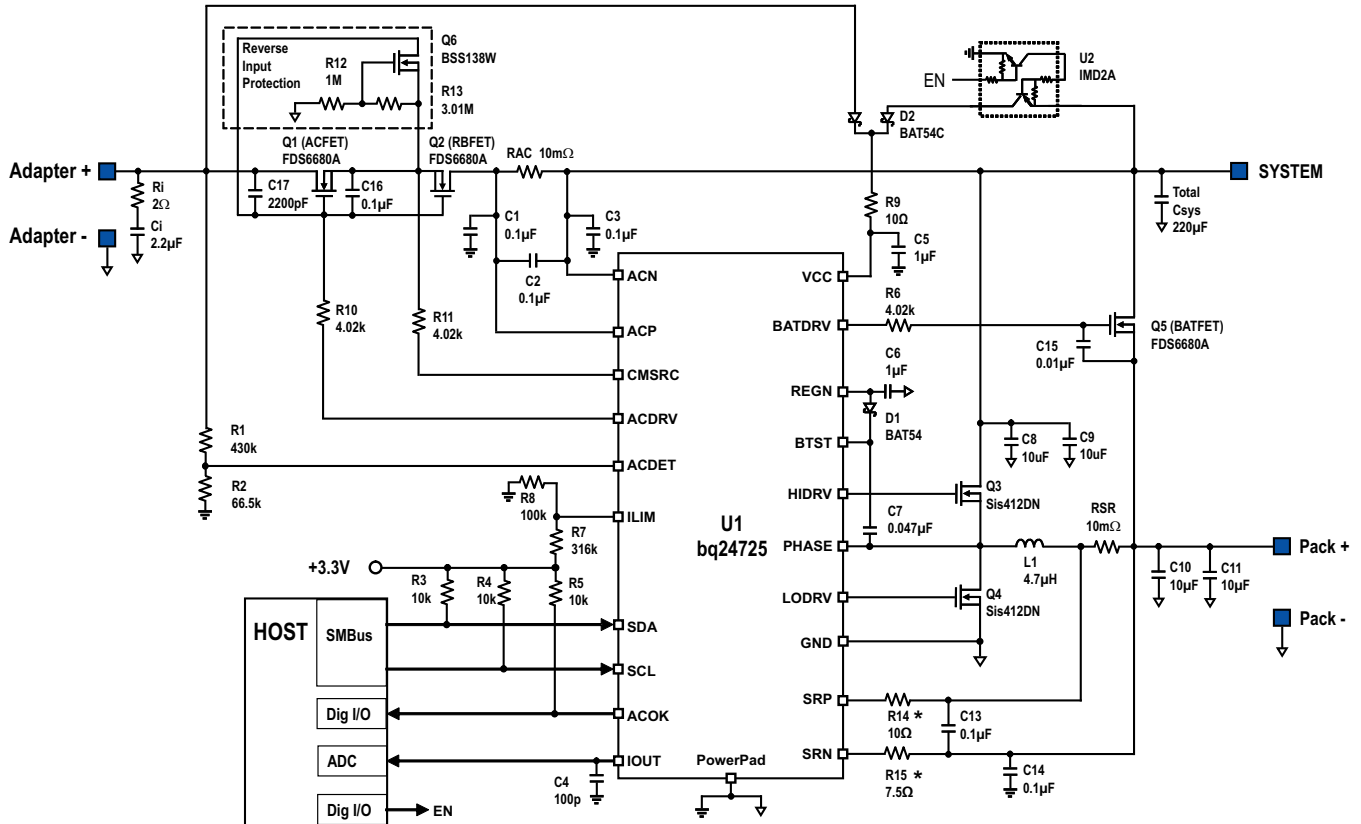 Reverse
Input
Protection
R12
1M
Q6
BSS138W
R13
3.01M
U2
IMD2A
EN
D2
BAT54C
Q1 (ACFET)
FDS6680A
Q2 (RBFET)
FDS6680A
RAC 10mΩ
Adapter +
SYSTEM
Ri
2Ω
C17
2200pF
C16
0.1µF
R9
10Ω
Total
Csys
220µF
Adapter -
Ci
2.2µF
C1
0.1µF
C3
0.1µF
C5
1µF
C2
0.1µF
ACN
VCC
R10
4.02k
R11
4.02k
R6
4.02k
ACP
BATDRV
Q5 (BATFET)
FDS6680A
C15
0.01µF
C6
1µF
CMSRC
REGN
ACDRV
D1
BAT54
BTST
R1
430k
C8
10uF
C9
10uF
ACDET
R2
66.5k
R8
100k
HIDRV
Q3
Sis412DN
ILIM
U1
bq24725
C7
0.047µF
RSR
10mΩ
R7
316k
PHASE
L1
4.7µH
Pack +
+3.3V
R3
10k
R4
10k
R5
10k
C10
10µF
C11
10µF
LODRV
Q4
Sis412DN
Pack -
HOST
SMBus
SDA
GND
SCL
SRP
R14 *
10Ω
C13
0.1µF
Dig I/O
ACOK
SRN
R15 *
7.5Ω
C14
0.1µF
ADC
IOUT
PowerPad
C4
100p
Dig I/O
EN